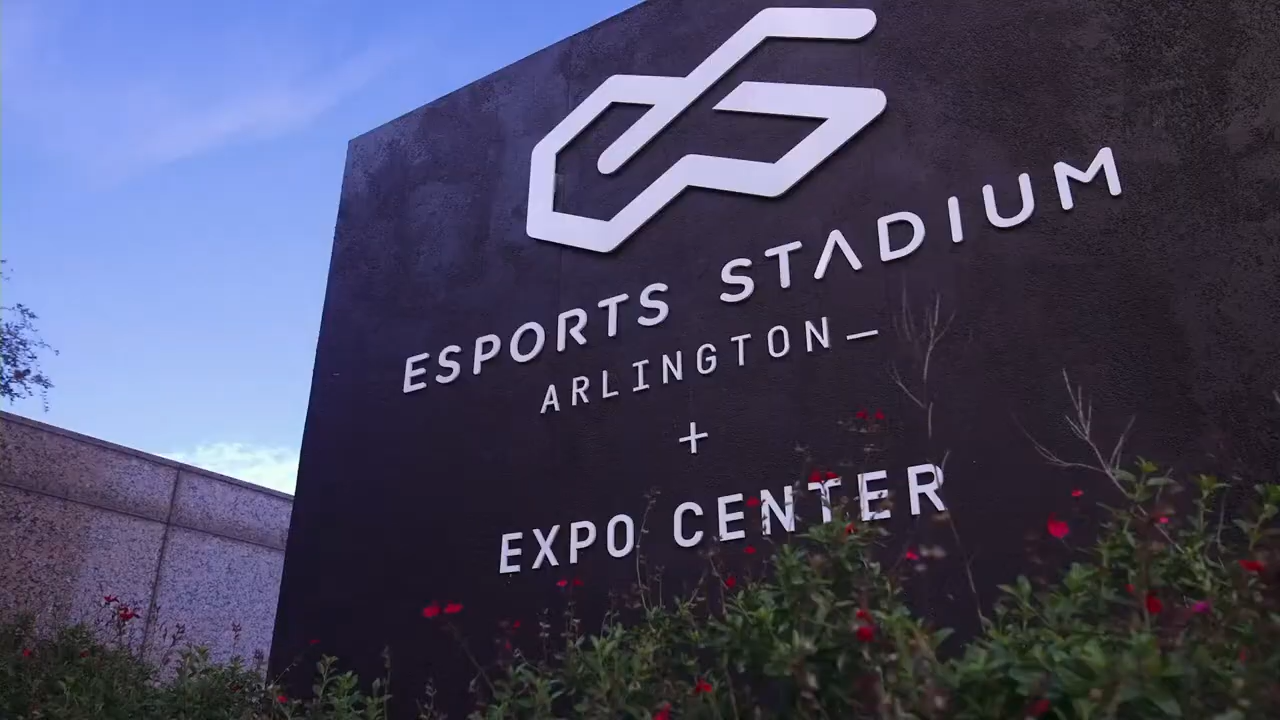 ESPORTS STADIUM
ARLINGTON–
+
EXPO CENTER